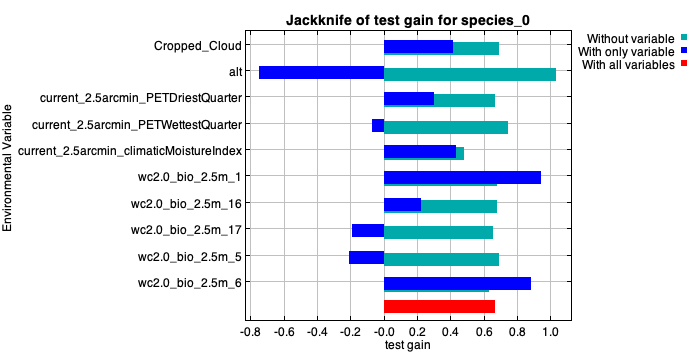 Jackknife of test gain for species_0
Without variable
With only variable
With all variables
Environmental Variable
Cropped_Cloud
alt
current_2.5arcmin_PETDriestQuarter
current_2.5arcmin_PETWettestQuarter
current_2.5arcmin_climaticMoistureIndex
wc2.0_bio_2.5m_1
wc2.0_bio_2.5m_16
wc2.0_bio_2.5m_17
wc2.0_bio_2.5m_5
wc2.0_bio_2.5m_6
-0.8 -0.6 -0.4 -0.2 -0.0 0.2 0.4 0.6 0.8 1.0
test gain